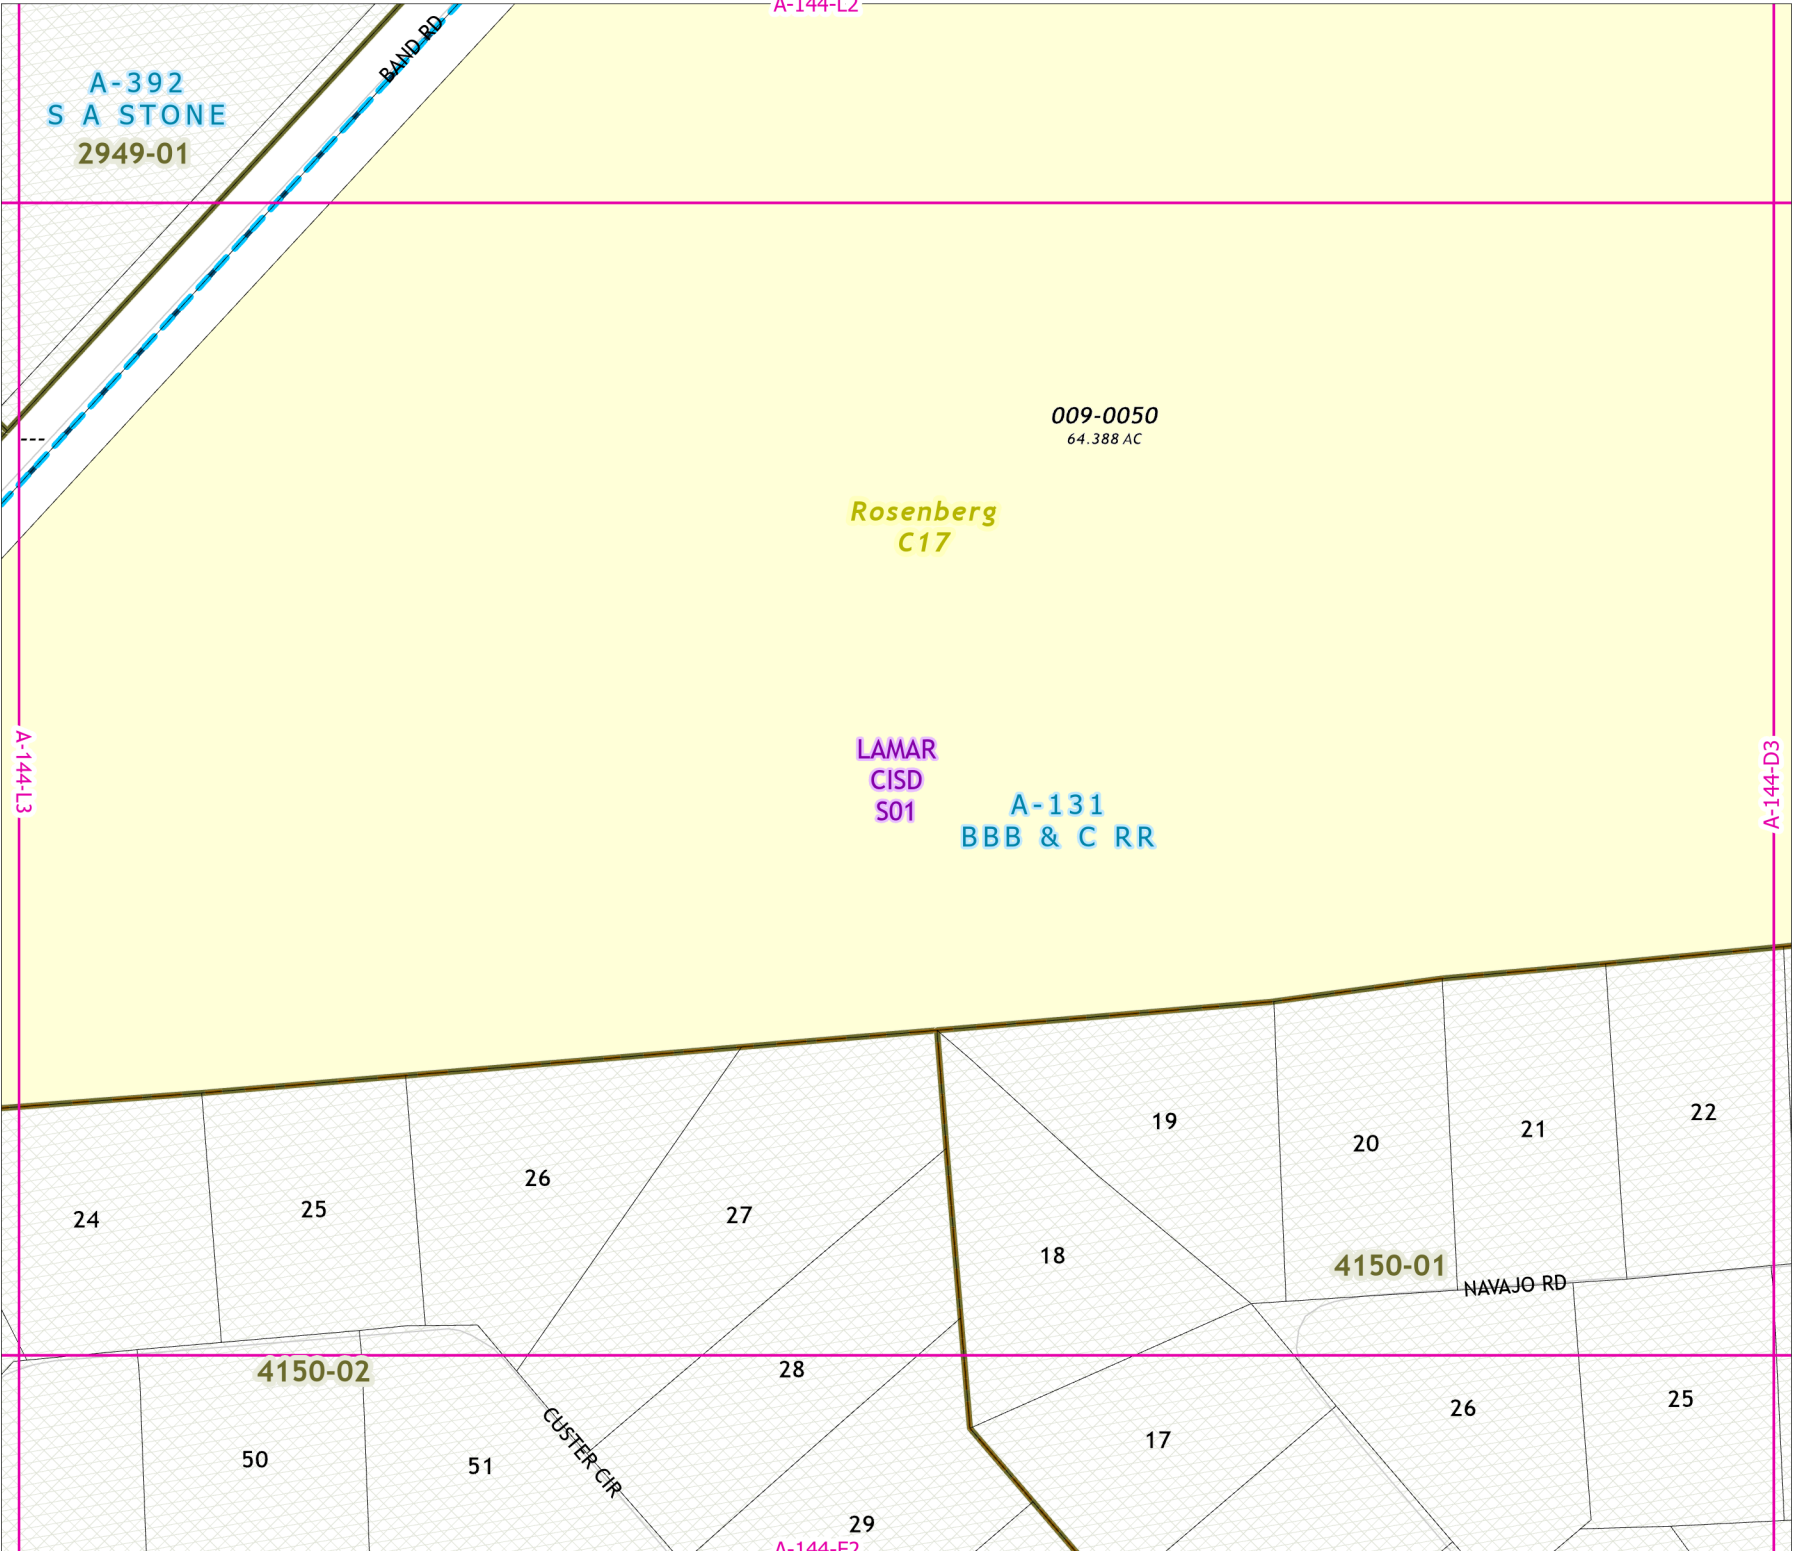 A-144-L2
BAND RD
A-392
S A STONE
2949-01
009-0050
64.388 AC
---
Rosenberg
C17
LAMAR
CISD
S01
A-131
BBB & C RR
A-144-L3
A-144-D3
19
20
21
22
24
25
26
27
18
4150-01
NAVAJO RD
4150-02
28
50
51
CUSTER CIR
17
26
25
29